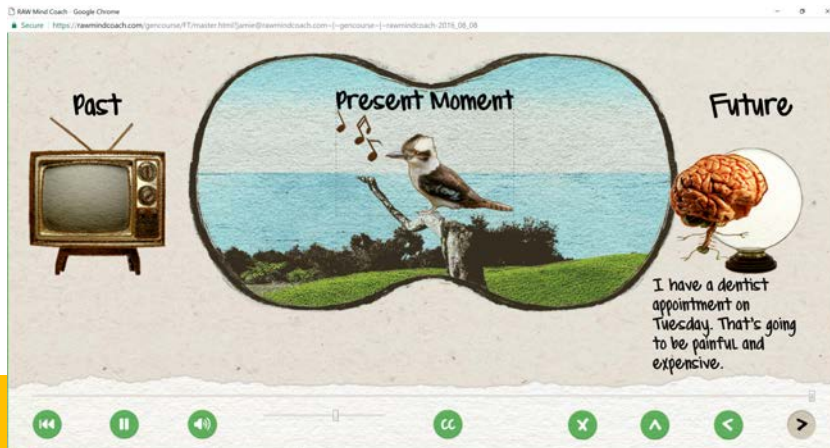 RAW Mind Coach - Google Chrome
Secure | https://rawmindcoach.com/gencourse/FT/master.html?jamie@rawmindcoach.com-|-gencourse-|-rawmindcoach-2016_08_08
Past
Present Moment
Future
I have a dentist
appointment on
Tuesday. That's going
to be painful and
expensive.
CC